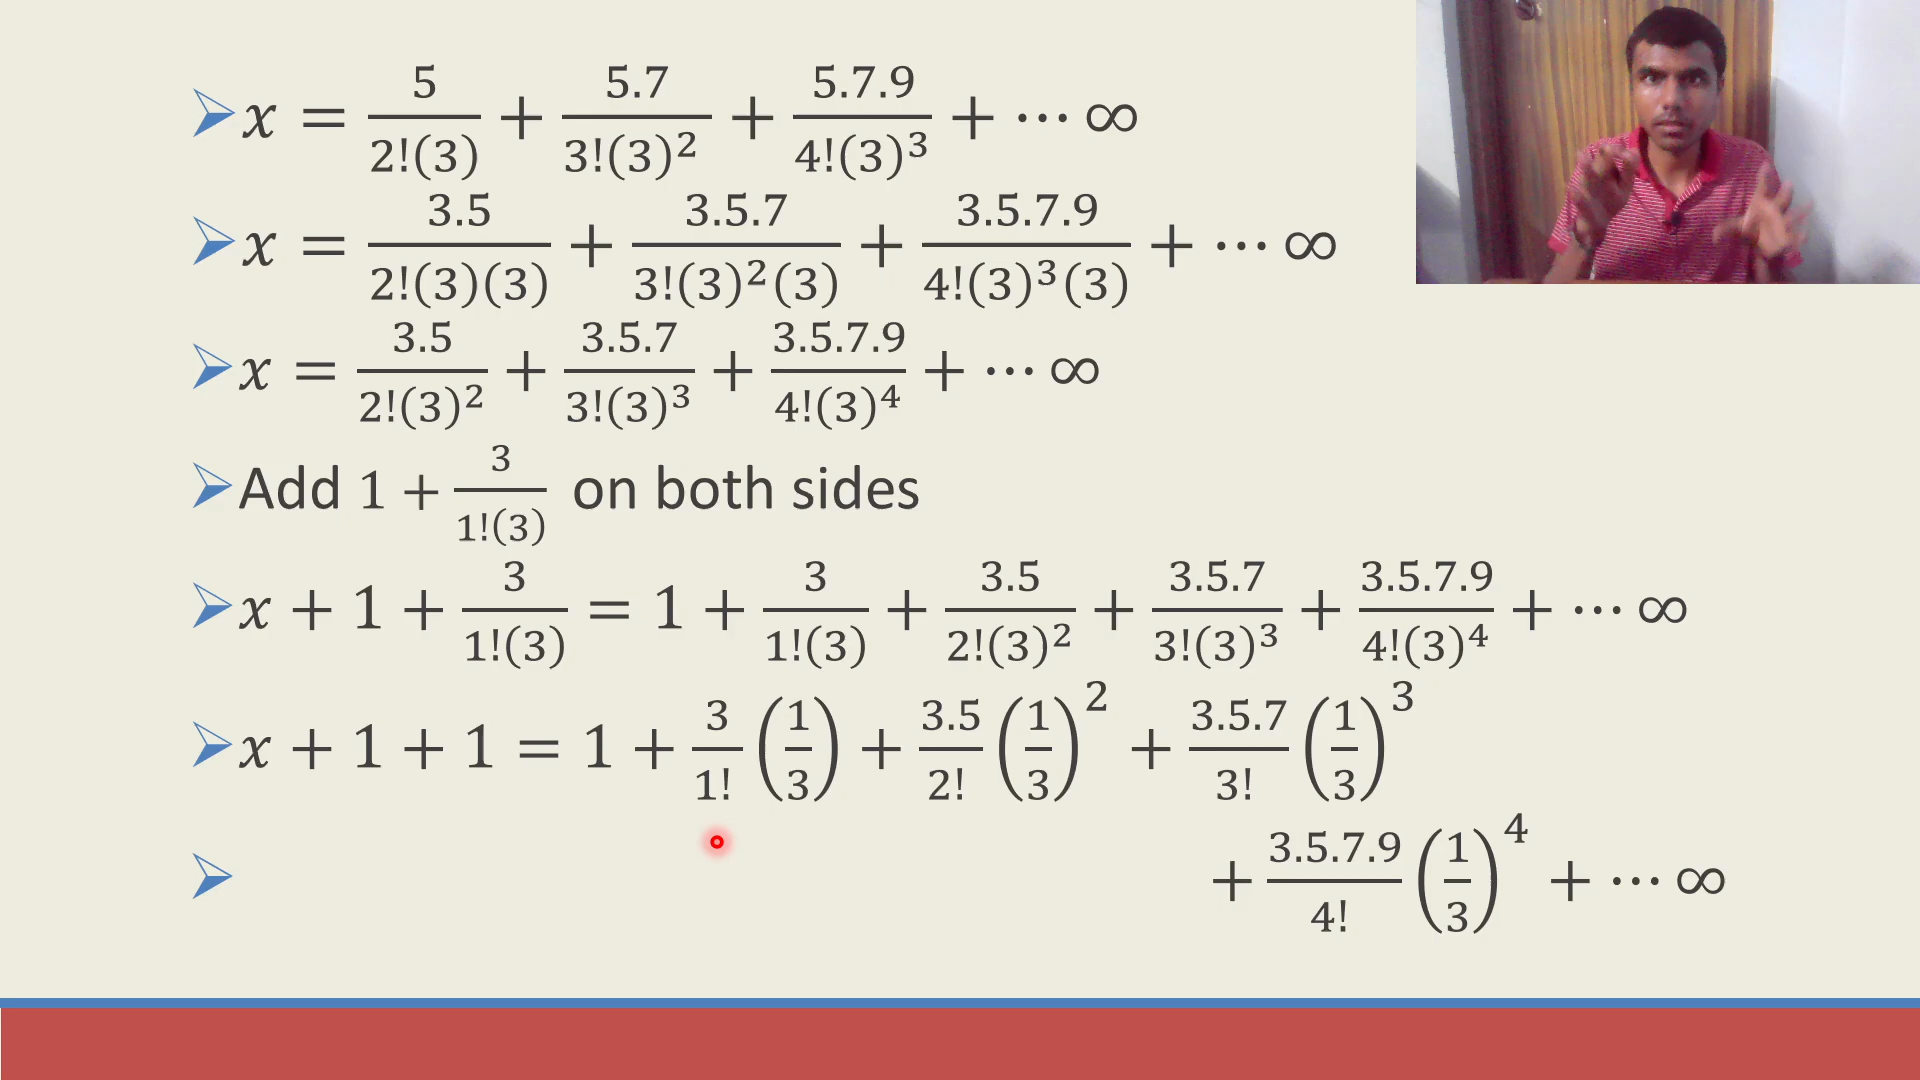 x = 5/2!(3) + 5.7/3!(3)² + 5.7.9/4!(3)³ + ⋯ ∞
x = 3.5/2!(3)(3) + 3.5.7/3!(3)²(3) + 3.5.7.9/4!(3)³(3) + ⋯ ∞
x = 3.5/2!(3)² + 3.5.7/3!(3)³ + 3.5.7.9/4!(3)⁴ + ⋯ ∞
Add 1 + 3/1!(3) on both sides
x + 1 + 3/1!(3) = 1 + 3/1!(3) + 3.5/2!(3)² + 3.5.7/3!(3)³ + 3.5.7.9/4!(3)⁴ + ⋯ ∞
x + 1 + 1 = 1 + 3/1! (1/3) + 3.5/2! (1/3)² + 3.5.7/3! (1/3)³
+ 3.5.7.9/4! (1/3)⁴ + ⋯ ∞